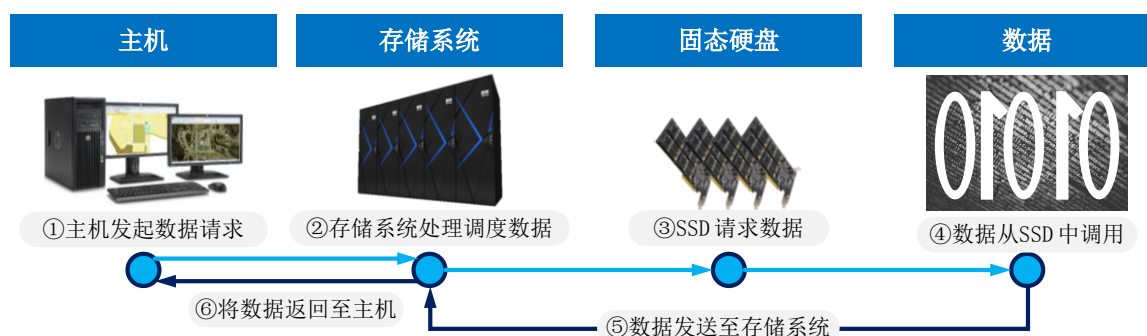 主机
存储系统
固态硬盘
数据
01010
①主机发起数据请求
②存储系统处理调度数据
③SSD 请求数据
④数据从SSD 中调用
⑥将数据返回至主机
⑤数据发送至存储系统